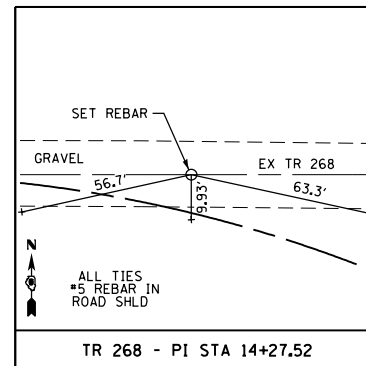 SET REBAR
GRAVEL
EX TR 268
56.7'
9.93'
63.3'
N
ALL TIES
#5 REBAR IN
ROAD SHLD
TR 268 - PI STA 14+27.52